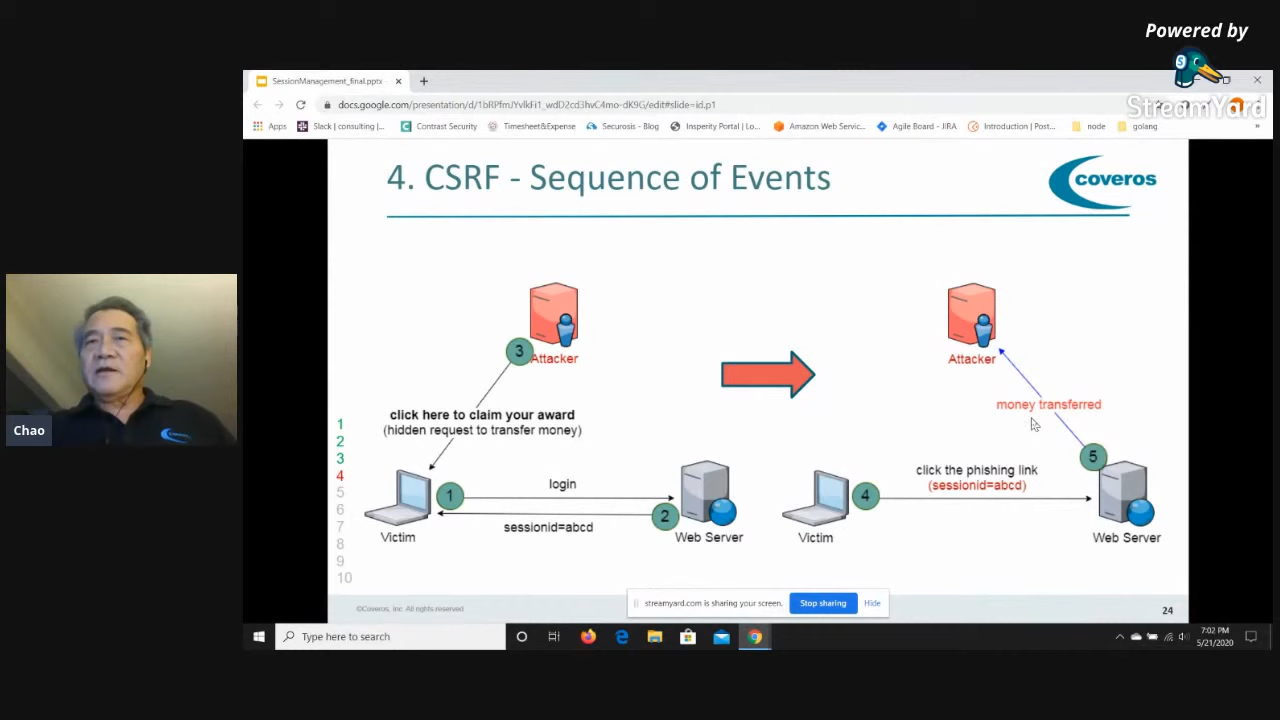 Powered by
StreamYard
SessionManagement_final.pptx
docs.google.com/presentation/d/1bRPfmJYvlkFi1_wdD2cd3hvC4mo-dK9G/edit#slide=id.p1
Apps
Slack | consulting |...
Contrast Security
Timesheet&Expense
Securosis - Blog
Insperity Portal | Lo...
Amazon Web Servic...
Agile Board - JIRA
Introduction | Post...
node
golang
4. CSRF - Sequence of Events
coveros
Attacker
3
click here to claim your award
(hidden request to transfer money)
1
login
2
sessionid=abcd
Victim
Web Server
Attacker
money transferred
5
click the phishing link
4
(sessionid=abcd)
Victim
Web Server
1
2
3
4
5
6
7
8
9
10
Chao
©Coveros, Inc. All rights reserved
24
streamyard.com is sharing your screen.
Stop sharing
Hide
Type here to search
7:02 PM
5/21/2020